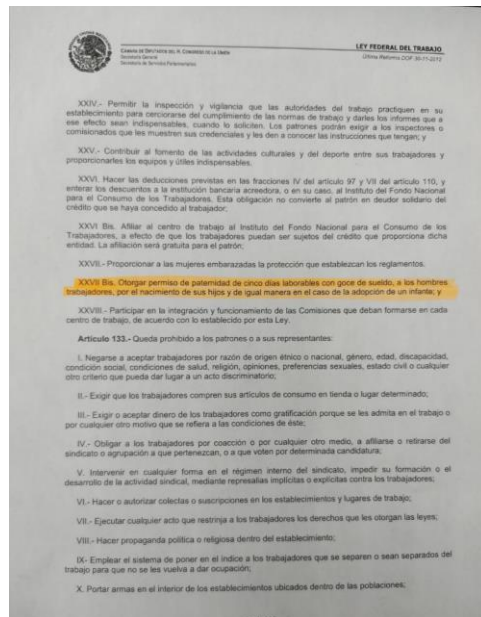 CÁMARA DE DIPUTADOS DEL H. CONGRESO DE LA UNIÓN
Secretaría General
Secretaría de Servicios Parlamentarios
LEY FEDERAL DEL TRABAJO
Última Reforma DOF 30-11-2012
XXIV.- Permitir la inspección y vigilancia que las autoridades del trabajo practiquen en su
establecimiento para cerciorarse del cumplimiento de las normas de trabajo y darles los informes que a
ese efecto sean indispensables, cuando lo soliciten. Los patrones podrán exigir a los inspectores o
comisionados que les muestren sus credenciales y les den a conocer las instrucciones que tengan; y
XXV.- Contribuir al fomento de las actividades culturales y del deporte entre sus trabajadores y
proporcionarles los equipos y útiles indispensables.
XXVI. Hacer las deducciones previstas en las fracciones IV del artículo 97 y VII del artículo 110, y
enterar los descuentos a la institución bancaria acreedora, o en su caso, al Instituto del Fondo Nacional
para el Consumo de los Trabajadores. Esta obligación no convierte al patrón en deudor solidario del
crédito que se haya concedido al trabajador;
XXVI Bis. Afiliar al centro de trabajo al Instituto del Fondo Nacional para el Consumo de los
Trabajadores, a efecto de que los trabajadores puedan ser sujetos del crédito que proporciona dicha
entidad. La afiliación será gratuita para el patrón;
XXVII.- Proporcionar a las mujeres embarazadas la protección que establezcan los reglamentos.
XXVII Bis. Otorgar permiso de paternidad de cinco días laborables con goce de sueldo, a los hombres
trabajadores, por el nacimiento de sus hijos y de igual manera en el caso de la adopción de un infante; y
XXVIII.- Participar en la integración y funcionamiento de las Comisiones que deban formarse en cada
centro de trabajo, de acuerdo con lo establecido por esta Ley.
Artículo 133.- Queda prohibido a los patrones o a sus representantes:
I. Negarse a aceptar trabajadores por razón de origen étnico o nacional, género, edad, discapacidad,
condición social, condiciones de salud, religión, opiniones, preferencias sexuales, estado civil o cualquier
otro criterio que pueda dar lugar a un acto discriminatorio;
II.- Exigir que los trabajadores compren sus artículos de consumo en tienda o lugar determinado;
III.- Exigir o aceptar dinero de los trabajadores como gratificación porque se les admita en el trabajo o
por cualquier otro motivo que se refiera a las condiciones de éste;
IV.- Obligar a los trabajadores por coacción o por cualquier otro medio, a afiliarse o retirarse del
sindicato o agrupación a que pertenezcan, o a que voten por determinada candidatura;
V. Intervenir en cualquier forma en el régimen interno del sindicato, impedir su formación o el
desarrollo de la actividad sindical, mediante represalias implícitas o explícitas contra los trabajadores;
VI.- Hacer o autorizar colectas o suscripciones en los establecimientos y lugares de trabajo;
VII.- Ejecutar cualquier acto que restrinja a los trabajadores los derechos que les otorgan las leyes;
VIII.- Hacer propaganda política o religiosa dentro del establecimiento;
IX- Emplear el sistema de poner en el índice a los trabajadores que se separen o sean separados del
trabajo para que no se les vuelva a dar ocupación;
X. Portar armas en el interior de los establecimientos ubicados dentro de las poblaciones;